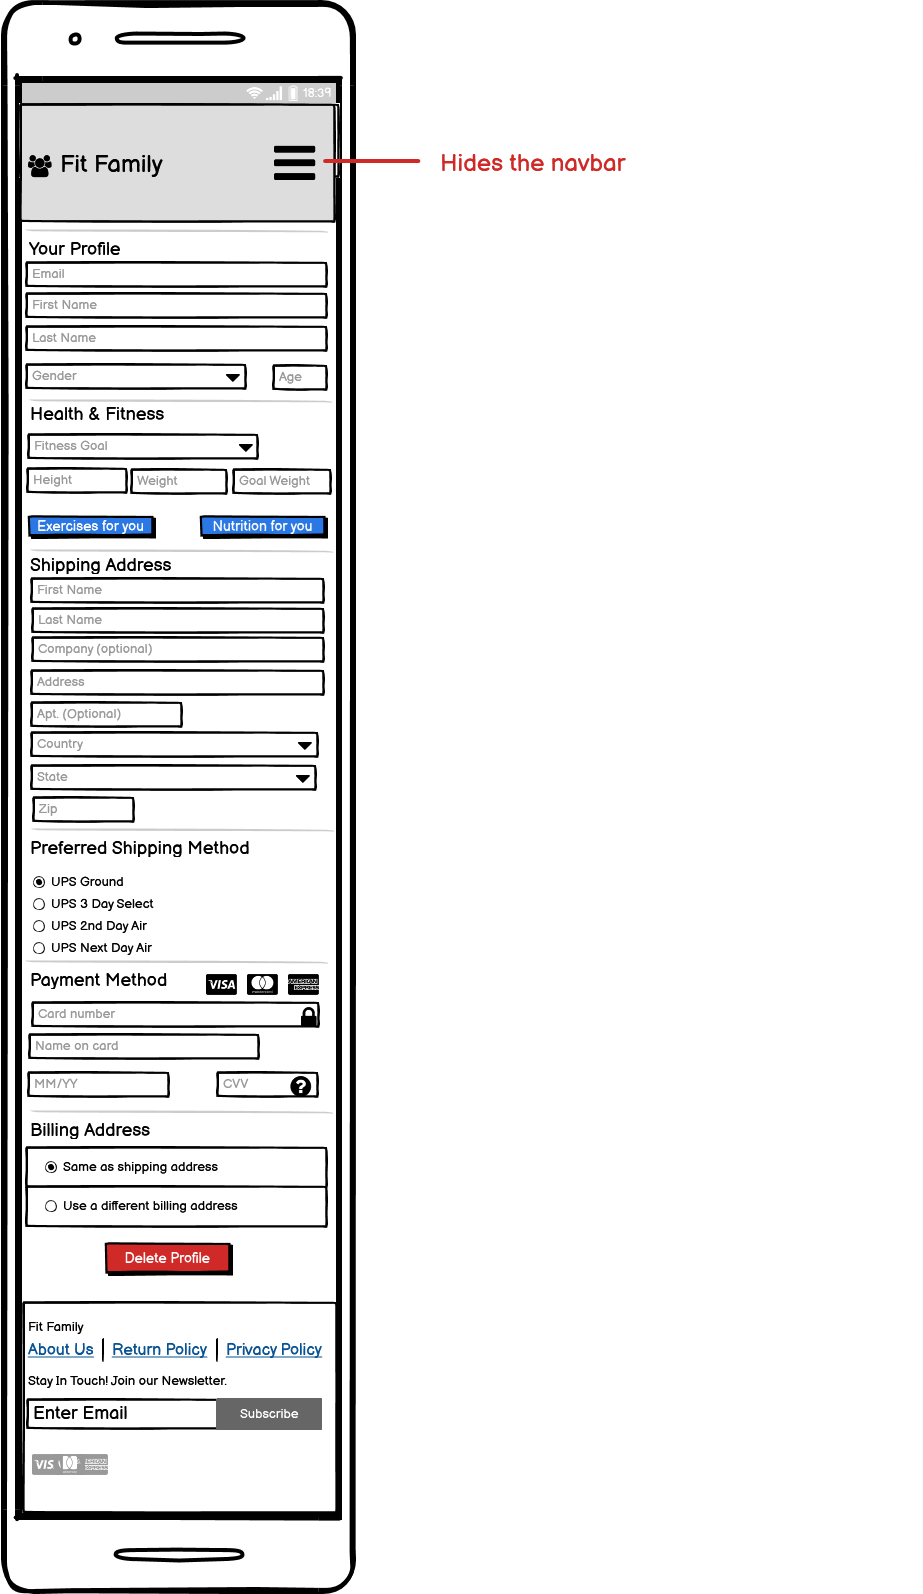 18:39
Fit Family
Hides the navbar
Your Profile
Email
First Name
Last Name
Gender
Age
Health & Fitness
Fitness Goal
Height
Weight
Goal Weight
Exercises for you
Nutrition for you
Shipping Address
First Name
Last Name
Company (optional)
Address
Apt. (Optional)
Country
State
Zip
Preferred Shipping Method
UPS Ground
UPS 3 Day Select
UPS 2nd Day Air
UPS Next Day Air
Payment Method
VISA
mastercard
AMERICAN
EXPRESS
Card number
Name on card
MM/YY
CVV
?
Billing Address
Same as shipping address
Use a different billing address
Delete Profile
Fit Family
About Us | Return Policy | Privacy Policy
Stay In Touch! Join our Newsletter.
Enter Email
Subscribe
VIS